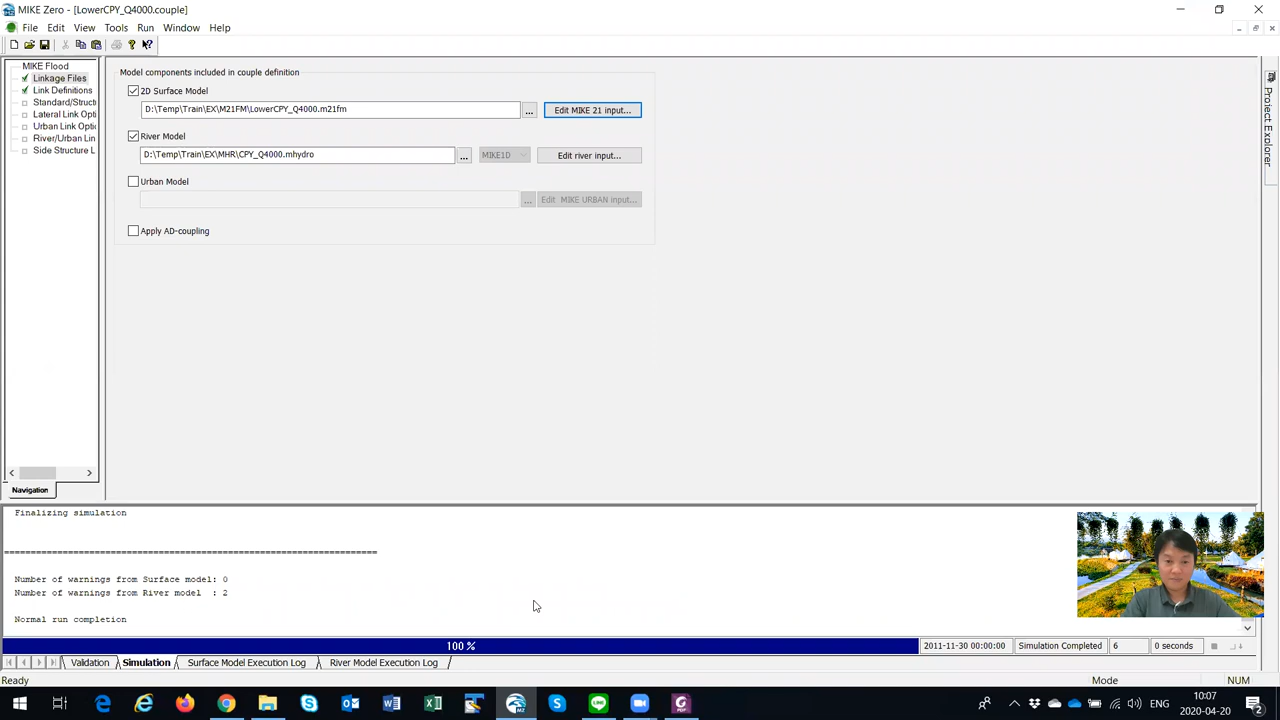 MIKE Zero - [LowerCPY_Q4000.couple]
File Edit View Tools Run Window Help
MIKE Flood
Linkage Files
Link Definitions
Standard/Struct
Lateral Link Opti
Urban Link Opti
River/Urban Lin
Side Structure L
Navigation
Model components included in couple definition
2D Surface Model
D:\Temp\Train\EX\M21FM\LowerCPY_Q4000.m21fm
... Edit MIKE 21 input...
River Model
D:\Temp\Train\EX\MHR\CPY_Q4000.mhydro
... MIKE1D Edit river input...
Urban Model
... Edit MIKE URBAN input...
Apply AD-coupling
Project Explorer
Finalizing simulation
======================================================================
Number of warnings from Surface model: 0
Number of warnings from River model : 2
Normal run completion
100 % 2011-11-30 00:00:00 Simulation Completed 6 0 seconds
Validation Simulation Surface Model Execution Log River Model Execution Log
Ready Mode NUM
ENG 10:07
2020-04-20 2